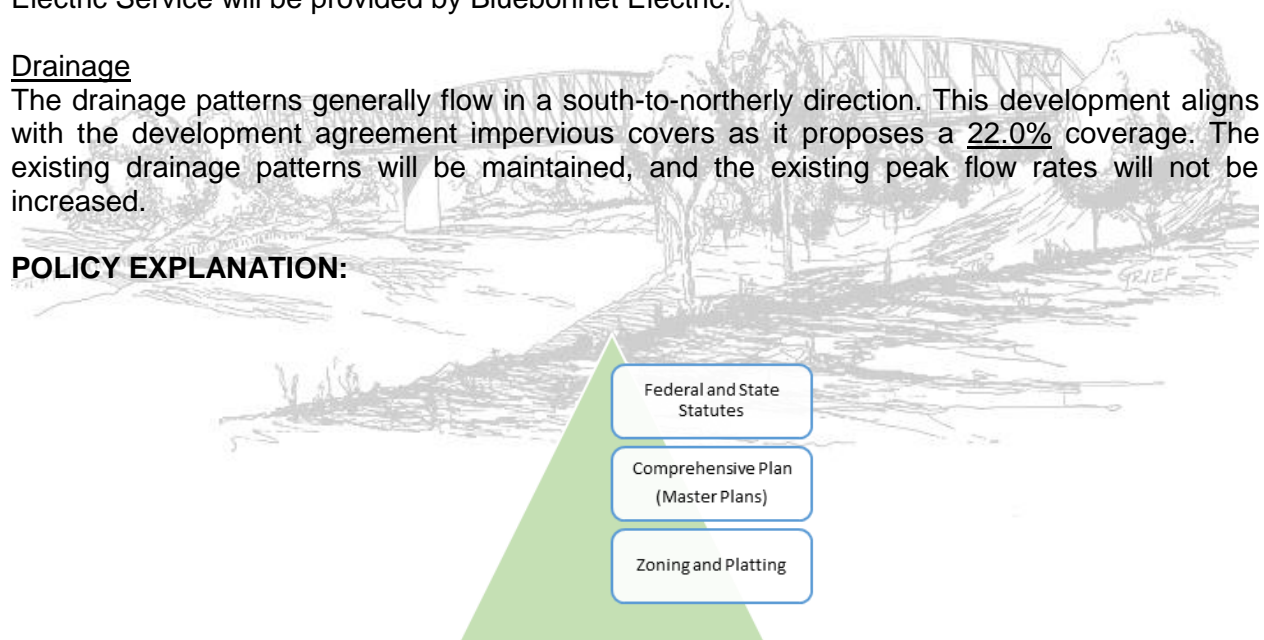 Electric Service will be provided by Bluebonnet Electric.
Drainage
The drainage patterns generally flow in a south-to-northerly direction. This development aligns
with the development agreement impervious covers as it proposes a 22.0% coverage. The
existing drainage patterns will be maintained, and the existing peak flow rates will not be
increased.
POLICY EXPLANATION:
GRIEF
Federal and State
Statutes
Comprehensive Plan
(Master Plans)
Zoning and Platting